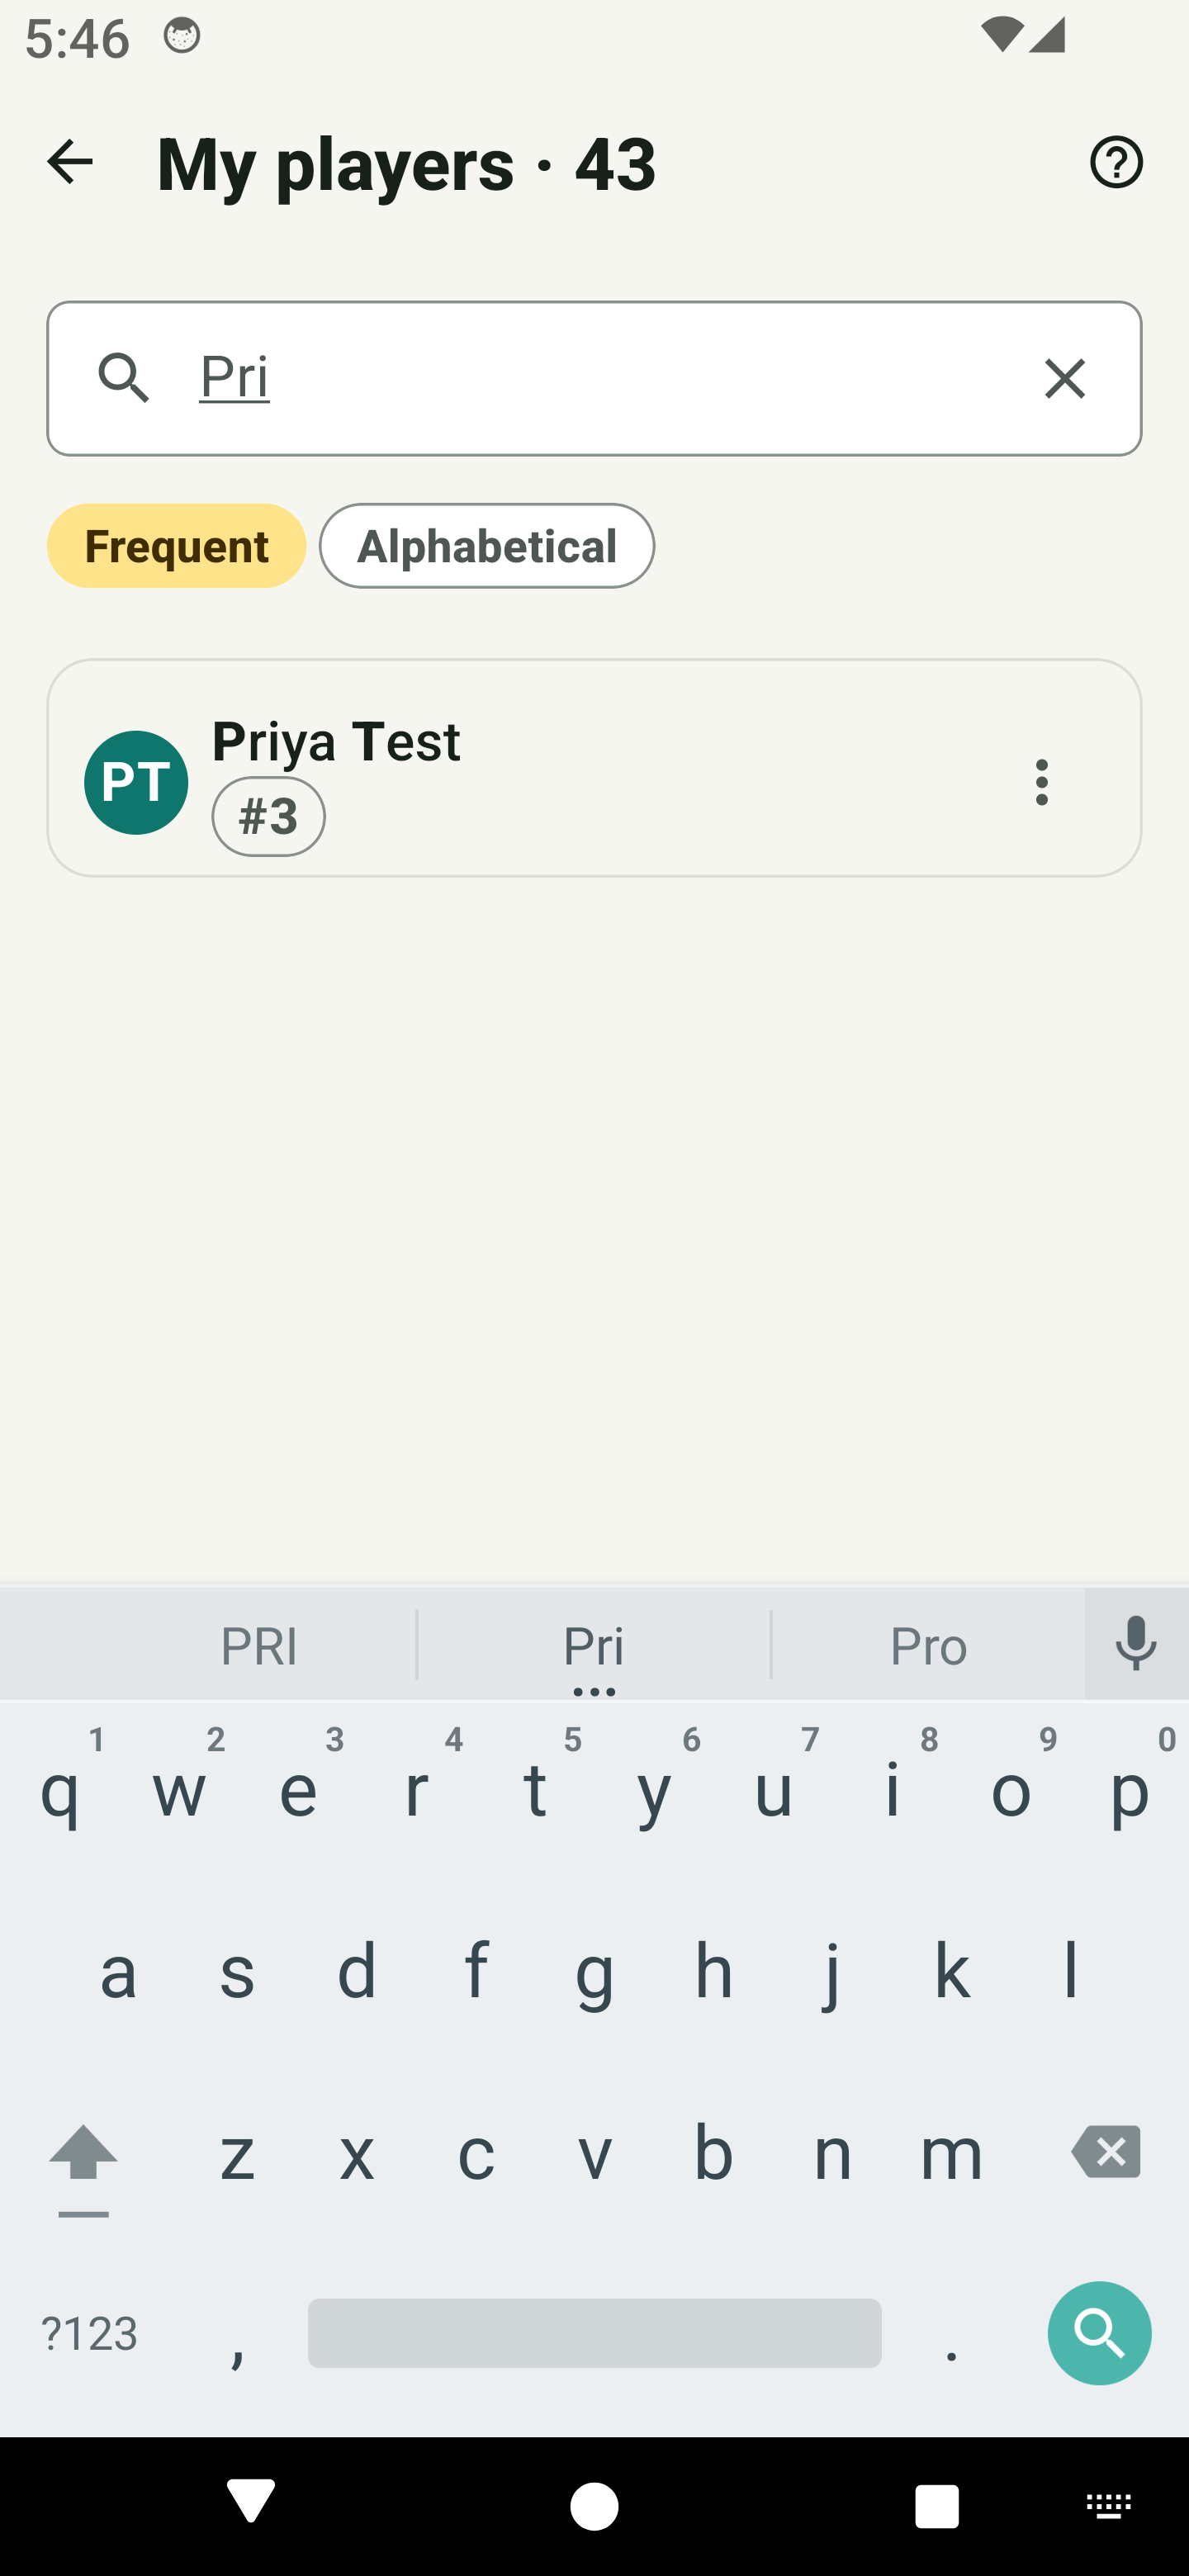 5:46
My players · 43
Pri
Frequent Alphabetical
PT
Priya Test
#3
PRI Pri Pro
1 2 3 4 5 6 7 8 9 0
q w e r t y u i o p
a s d f g h j k l
z x c v b n m
?123 , .